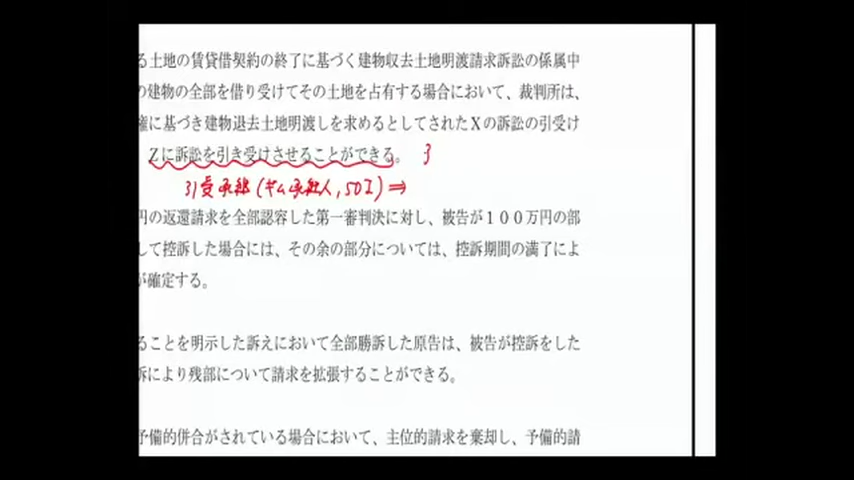 る土地の賃貸借契約の終了に基づく建物収去土地明渡請求訴訟の係属中
の建物の全部を借り受けてその土地を占有する場合において、裁判所は、
権に基づき建物退去土地明渡しを求めるとしてされたXの訴訟の引受け
Zに訴訟を引き受けさせることができる。
引受承継(ギム承継人,50I)⇒
円の返還請求を全部認容した第一審判決に対し、被告が100万円の部
して控訴した場合には、その余の部分については、控訴期間の満了によ
が確定する。
ることを明示した訴えにおいて全部勝訴した原告は、被告が控訴をした
訴により残部について請求を拡張することができる。
予備的併合がされている場合において、主位的請求を棄却し、予備的請